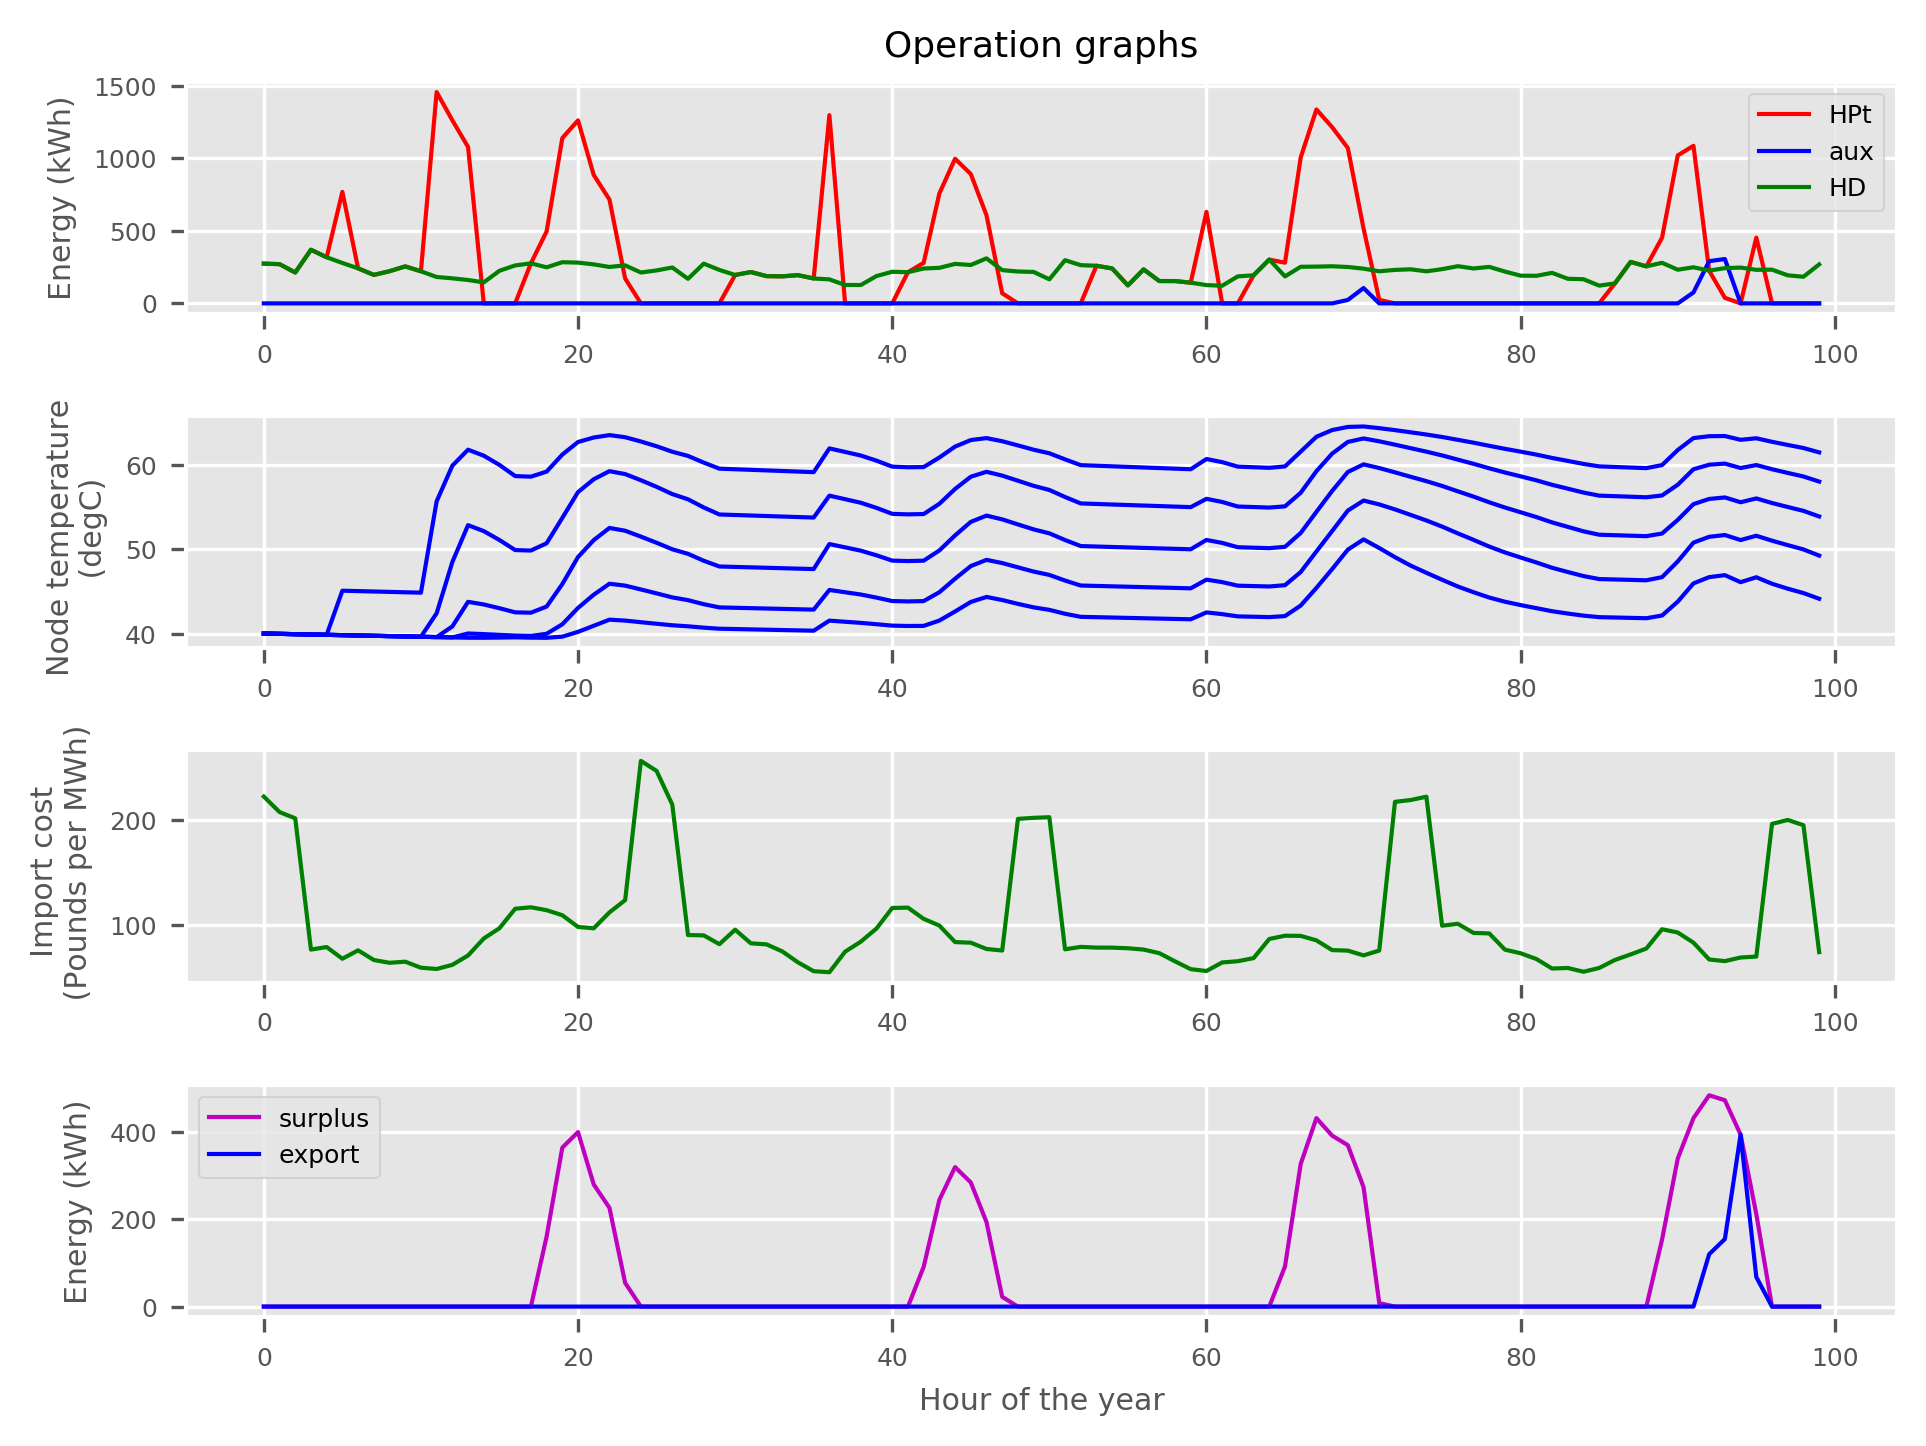 Operation graphs
Energy (kWh)
1500
1000
500
0
HPt
aux
HD
0 20 40 60 80 100
Node temperature
(degC)
60
50
40
0 20 40 60 80 100
Import cost
(Pounds per MWh)
200
100
0 20 40 60 80 100
Energy (kWh)
400
200
0
surplus
export
0 20 40 60 80 100
Hour of the year